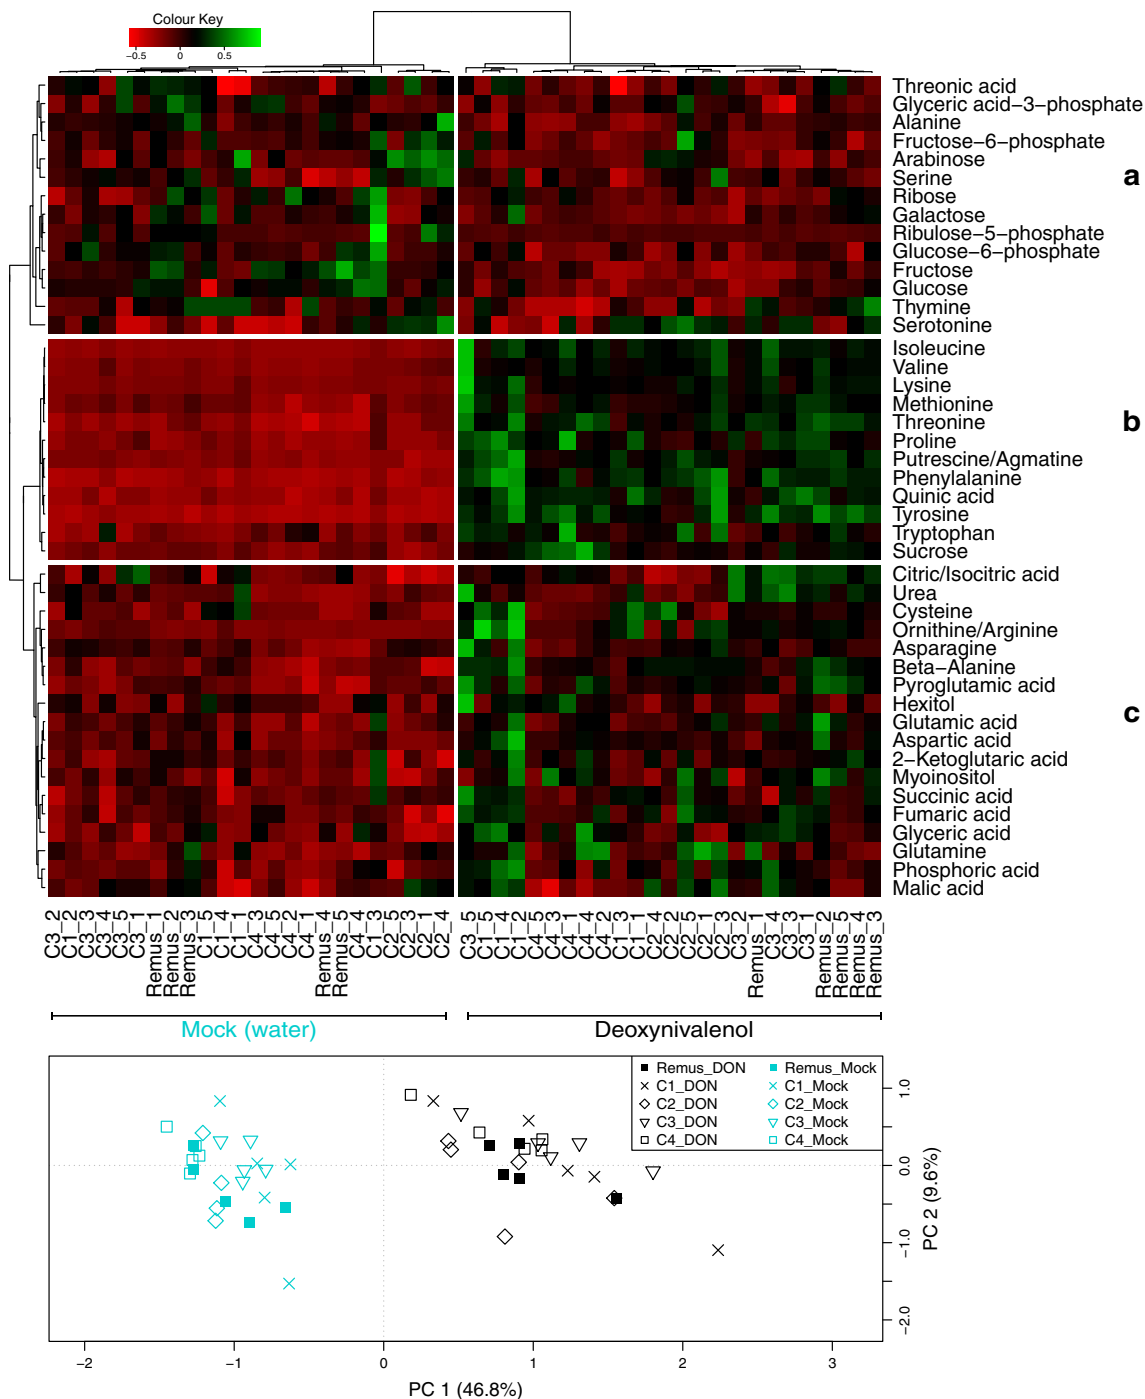 Colour Key
−0.5 0 0.5
Threonic acid
Glyceric acid−3−phosphate
Alanine
Fructose−6−phosphate
Arabinose
Serine
Ribose
Galactose
Ribulose−5−phosphate
Glucose−6−phosphate
Fructose
Glucose
Thymine
Serotonine
a
Isoleucine
Valine
Lysine
Methionine
Threonine
Proline
Putrescine/Agmatine
Phenylalanine
Quinic acid
Tyrosine
Tryptophan
Sucrose
b
Citric/Isocitric acid
Urea
Cysteine
Ornithine/Arginine
Asparagine
Beta−Alanine
Pyroglutamic acid
Hexitol
Glutamic acid
Aspartic acid
2−Ketoglutaric acid
Myoinositol
Succinic acid
Fumaric acid
Glyceric acid
Glutamine
Phosphoric acid
Malic acid
c
C3_2
C1_2
C3_3
C3_4
C3_5
C3_1
Remus_1
Remus_2
Remus_3
C1_5
C1_4
C1_1
C4_3
C4_5
C4_2
C4_1
Remus_4
Remus_5
C4_4
C1_3
C2_5
C2_3
C2_1
C2_4
C3_5
C1_5
C1_4
C1_2
C4_5
C4_3
C4_1
C4_4
C4_2
C1_3
C1_1
C2_4
C2_2
C2_5
C2_1
C2_3
C3_2
Remus_1
C3_4
C3_3
C3_1
Remus_2
Remus_5
Remus_4
Remus_3
Mock (water)
Deoxynivalenol
Remus_DON
C1_DON
C2_DON
C3_DON
C4_DON
Remus_Mock
C1_Mock
C2_Mock
C3_Mock
C4_Mock
1.0
0.0
−1.0
−2.0
PC 2 (9.6%)
−2 −1 0 1 2 3
PC 1 (46.8%)